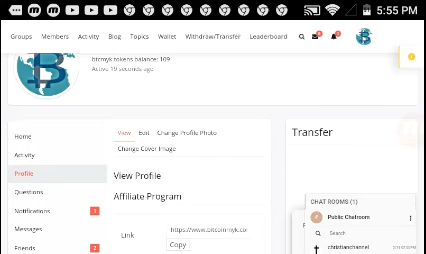 5:55 PM
Groups Members Activity Blog Topics Wallet Withdraw/Transfer Leaderboard
btcmyk tokens balance: 109
Active 19 seconds ago
Home
Activity
Profile
Questions
Notifications 1
Messages
Friends 2
View Edit Change Profile Photo
Change Cover Image
View Profile
Affiliate Program
Link https://www.bitcoinmyk.co
Copy
Transfer
CHAT ROOMS (1)
Public Chatroom
Search
christianchannel